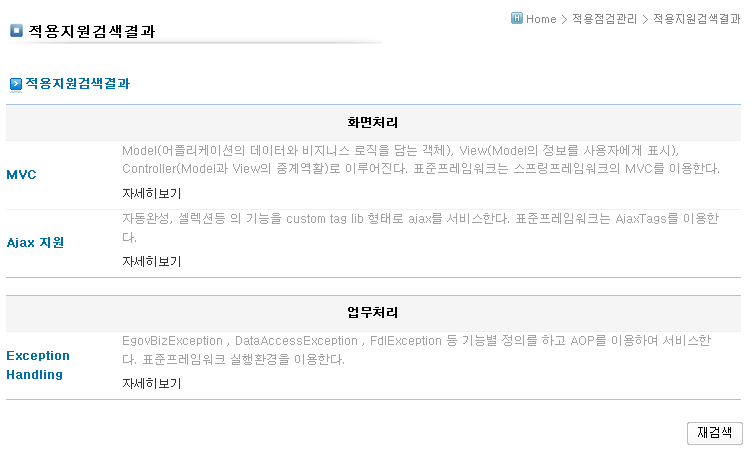 Home > 적용점검관리 > 적용지원검색결과
적용지원검색결과
적용지원검색결과
화면처리
MVC
Model(어플리케이션의 데이터와 비지니스 로직을 담는 객체), View(Model의 정보를 사용자에게 표시),
Controller(Model과 View의 중계역활)로 이루어진다. 표준프레임워크는 스프링프레임워크의 MVC를 이용한다.
자세히보기
Ajax 지원
자동완성, 셀렉션등 의 기능을 custom tag lib 형태로 ajax를 서비스한다. 표준프레임워크는 AjaxTags를 이용한
다.
자세히보기
업무처리
Exception
Handling
EgovBizException , DataAccessException , FdlException 등 기능별 정의를 하고 AOP를 이용하여 서비스한
다. 표준프레임워크 실행환경을 이용한다.
자세히보기
재검색